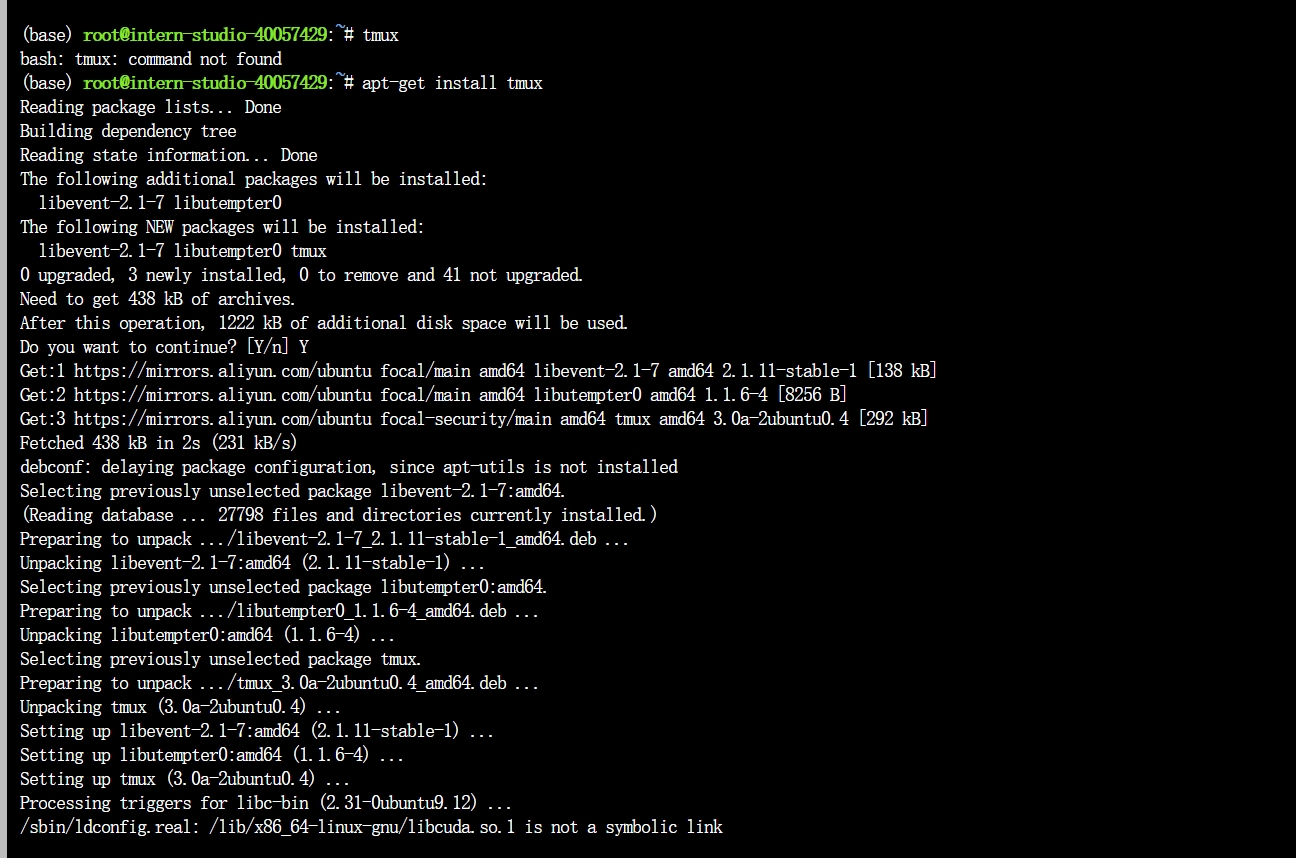 (base) root@intern-studio-40057429:~# tmux
bash: tmux: command not found
(base) root@intern-studio-40057429:~# apt-get install tmux
Reading package lists... Done
Building dependency tree
Reading state information... Done
The following additional packages will be installed:
  libevent-2.1-7 libutempter0
The following NEW packages will be installed:
  libevent-2.1-7 libutempter0 tmux
0 upgraded, 3 newly installed, 0 to remove and 41 not upgraded.
Need to get 438 kB of archives.
After this operation, 1222 kB of additional disk space will be used.
Do you want to continue? [Y/n] Y
Get:1 https://mirrors.aliyun.com/ubuntu focal/main amd64 libevent-2.1-7 amd64 2.1.11-stable-1 [138 kB]
Get:2 https://mirrors.aliyun.com/ubuntu focal/main amd64 libutempter0 amd64 1.1.6-4 [8256 B]
Get:3 https://mirrors.aliyun.com/ubuntu focal-security/main amd64 tmux amd64 3.0a-2ubuntu0.4 [292 kB]
Fetched 438 kB in 2s (231 kB/s)
debconf: delaying package configuration, since apt-utils is not installed
Selecting previously unselected package libevent-2.1-7:amd64.
(Reading database ... 27798 files and directories currently installed.)
Preparing to unpack .../libevent-2.1-7_2.1.11-stable-1_amd64.deb ...
Unpacking libevent-2.1-7:amd64 (2.1.11-stable-1) ...
Selecting previously unselected package libutempter0:amd64.
Preparing to unpack .../libutempter0_1.1.6-4_amd64.deb ...
Unpacking libutempter0:amd64 (1.1.6-4) ...
Selecting previously unselected package tmux.
Preparing to unpack .../tmux_3.0a-2ubuntu0.4_amd64.deb ...
Unpacking tmux (3.0a-2ubuntu0.4) ...
Setting up libevent-2.1-7:amd64 (2.1.11-stable-1) ...
Setting up libutempter0:amd64 (1.1.6-4) ...
Setting up tmux (3.0a-2ubuntu0.4) ...
Processing triggers for libc-bin (2.31-0ubuntu9.12) ...
/sbin/ldconfig.real: /lib/x86_64-linux-gnu/libcuda.so.1 is not a symbolic link